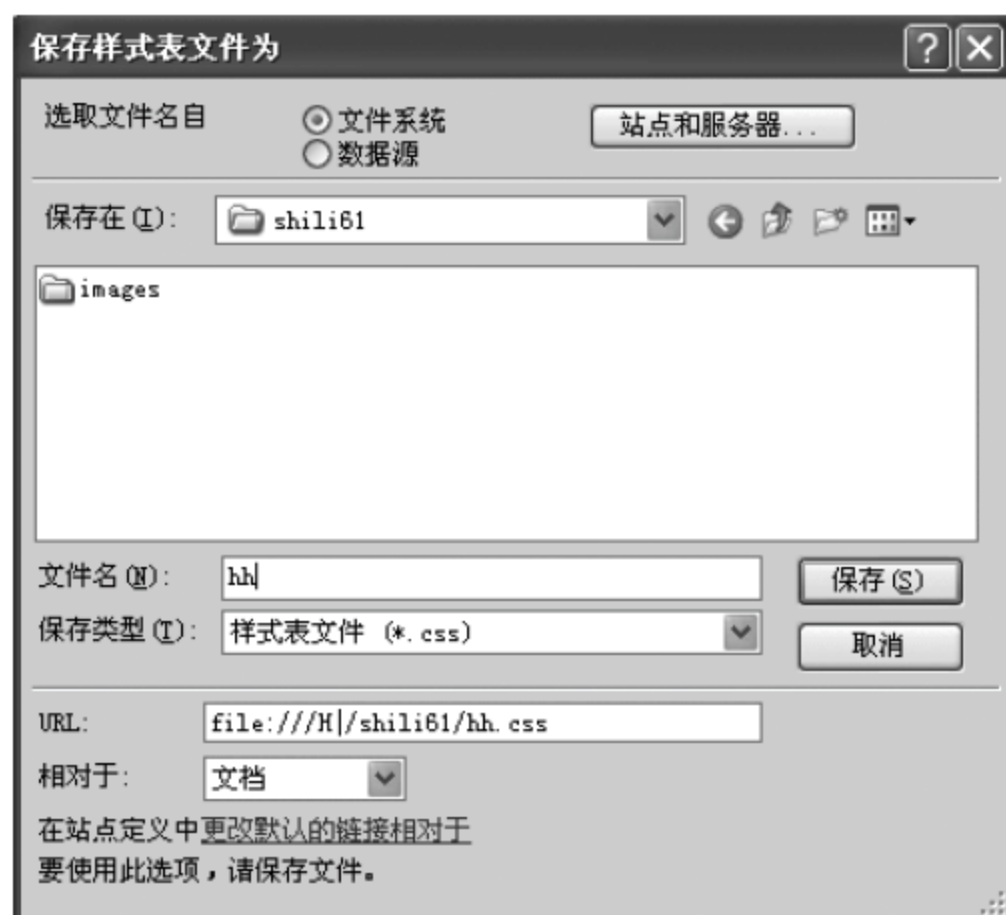 保存样式表文件为
选取文件名自
文件系统
站点和服务器...
数据源
保存在(I):
shili61
images
文件名(N):
hh
保存(S)
保存类型(T):
样式表文件 (*.css)
取消
URL:
file:///H|/shili61/hh.css
相对于:
文档
在站点定义中更改默认的链接相对于
要使用此选项，请保存文件。